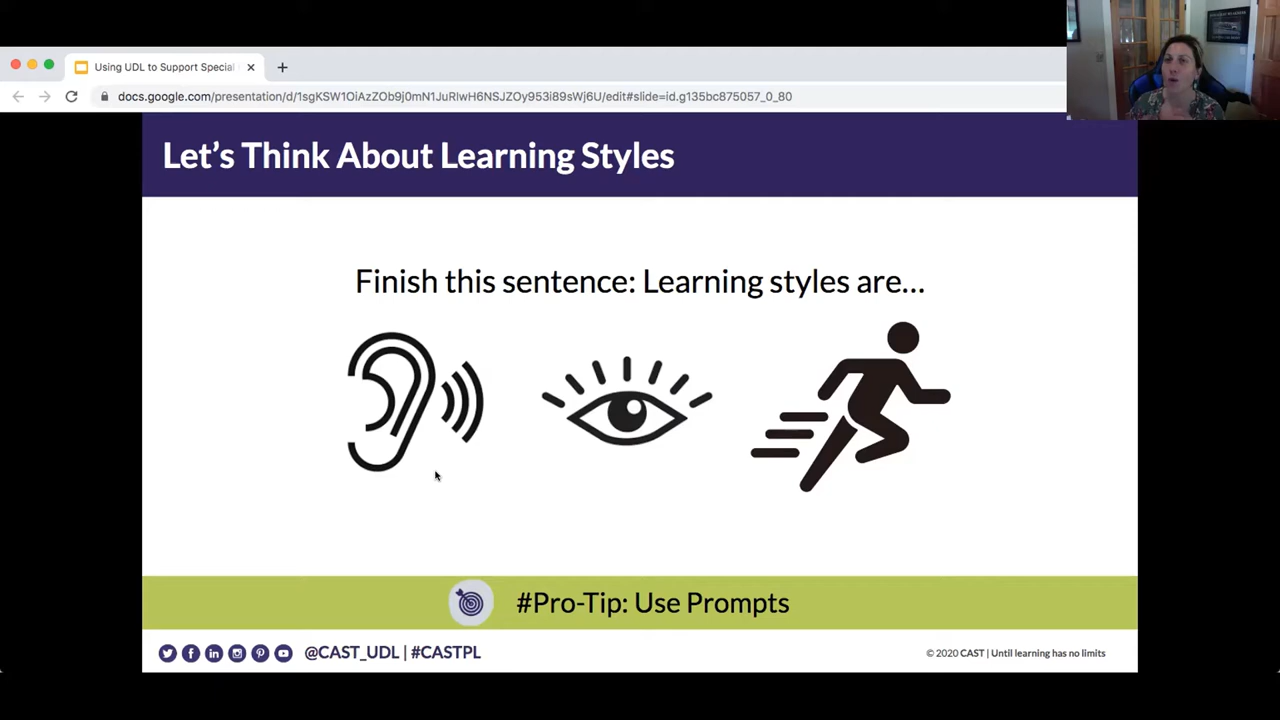 Using UDL to Support Special
docs.google.com/presentation/d/1sgKSW1OiAzZOb9j0mN1JuRlwH6NSJZOy953i89sWj6U/edit#slide=id.g135bc875057_0_80
Let's Think About Learning Styles
Finish this sentence: Learning styles are...
#Pro-Tip: Use Prompts
@CAST_UDL | #CASTPL
© 2020 CAST | Until learning has no limits